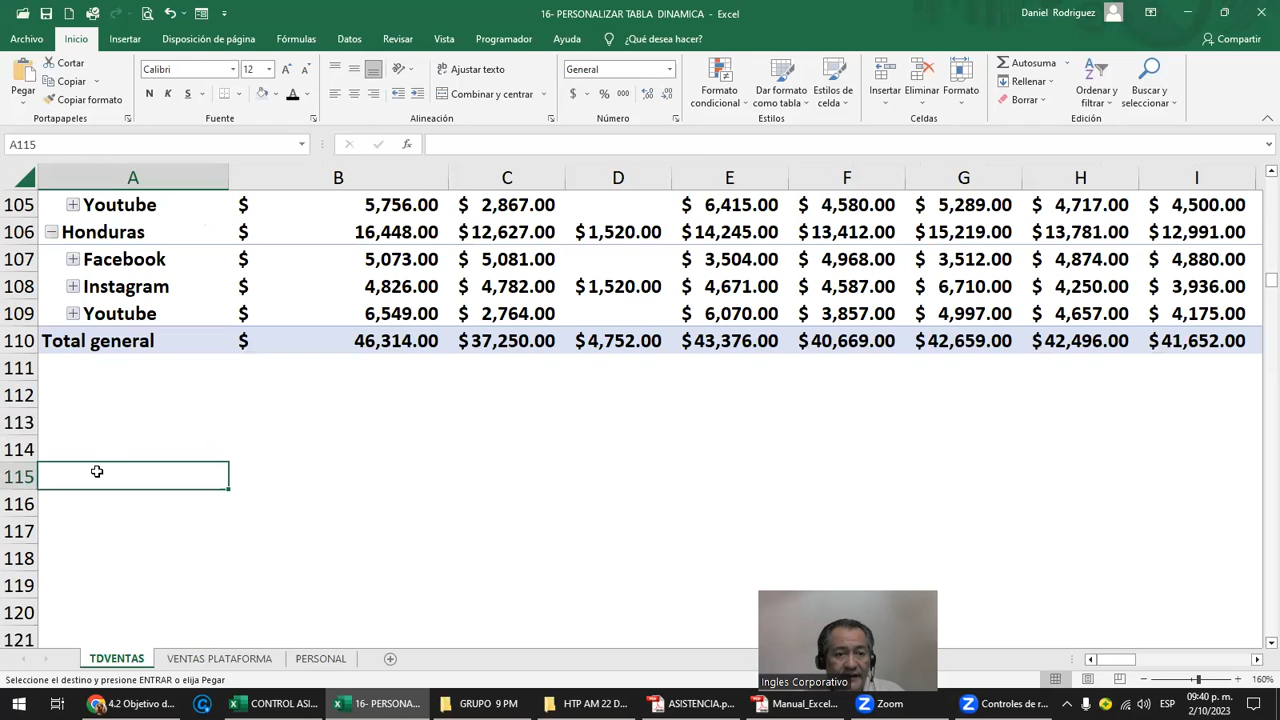 16- PERSONALIZAR TABLA DINAMICA - Excel
Daniel Rodriguez
Archivo Inicio Insertar Disposición de página Fórmulas Datos Revisar Vista Programador Ayuda ¿Qué desea hacer? Compartir
Pegar Cortar Copiar Copiar formato Portapapeles
Calibri 12 N K S Fuente
Ajustar texto Combinar y centrar Alineación
General $ % 000 Número
Formato condicional Dar formato como tabla Estilos de celda Estilos
Insertar Eliminar Formato Celdas
Autosuma Rellenar Borrar Ordenar y filtrar Buscar y seleccionar Edición
A115 fx
A B C D E F G H I
105 Youtube $ 5,756.00 $ 2,867.00 $ 6,415.00 $ 4,580.00 $ 5,289.00 $ 4,717.00 $ 4,500.00
106 Honduras $ 16,448.00 $ 12,627.00 $ 1,520.00 $ 14,245.00 $ 13,412.00 $ 15,219.00 $ 13,781.00 $ 12,991.00
107 Facebook $ 5,073.00 $ 5,081.00 $ 3,504.00 $ 4,968.00 $ 3,512.00 $ 4,874.00 $ 4,880.00
108 Instagram $ 4,826.00 $ 4,782.00 $ 1,520.00 $ 4,671.00 $ 4,587.00 $ 6,710.00 $ 4,250.00 $ 3,936.00
109 Youtube $ 6,549.00 $ 2,764.00 $ 6,070.00 $ 3,857.00 $ 4,997.00 $ 4,657.00 $ 4,175.00
110 Total general $ 46,314.00 $ 37,250.00 $ 4,752.00 $ 43,376.00 $ 40,669.00 $ 42,659.00 $ 42,496.00 $ 41,652.00
111
112
113
114
115
116
117
118
119
120
121
Ingles Corporativo
TDVENTAS VENTAS PLATAFORMA PERSONAL
Seleccione el destino y presione ENTRAR o elija Pegar
160%
4.2 Objetivo d... CONTROL ASI... 16- PERSONA... GRUPO 9 PM HTP AM 22 D... ASISTENCIA.p... Manual_Exce... Zoom Controles de r... ESP
09:40 p. m.
2/10/2023